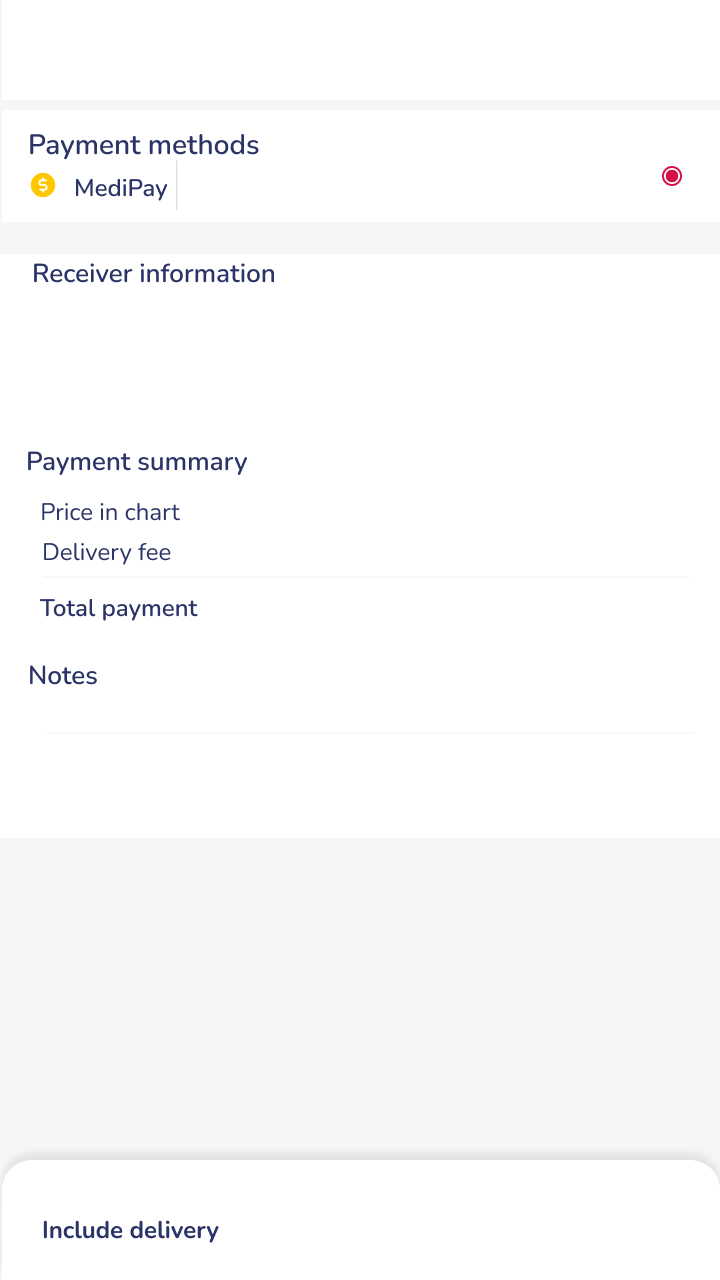 Payment methods
MediPay
Receiver information
Payment summary
Price in chart
Delivery fee
Total payment
Notes
Include delivery